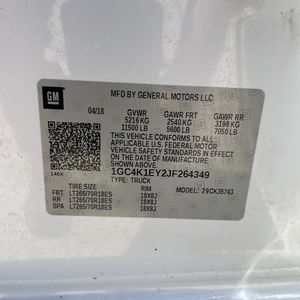 GM
MFD BY GENERAL MOTORS LLC
04/18 GVWR GAWR FRT GAWR RR
5216 KG 2540 KG 3198 KG
11500 LB 5600 LB 7050 LB
THIS VEHICLE CONFORMS TO ALL
APPLICABLE U.S. FEDERAL MOTOR
VEHICLE SAFETY STANDARDS IN
EFFECT ON THE DATE OF
MANUFACTURE SHOWN ABOVE.
1GC4K1EY2JF264349
TYPE: TRUCK
146X
TIRE SIZE RIM MODEL: 29CK35743
FRT LT265/70R18ES 18X8J
RR LT265/70R18ES 18X8J
SPA LT265/70R18ES 18X8J